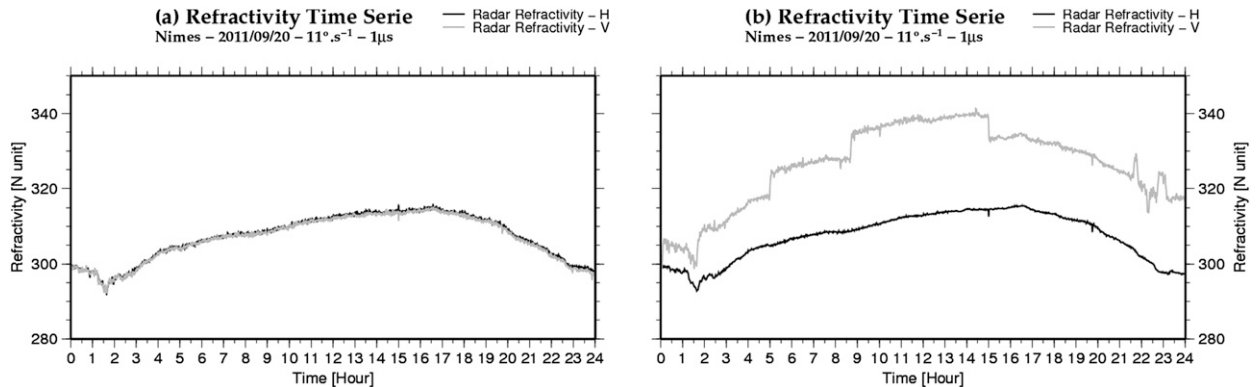 (a) Refractivity Time Serie
Nimes – 2011/09/20 – 11°.s⁻¹ – 1µs
Radar Refractivity – H
Radar Refractivity – V
Refractivity [N unit]
340
320
300
280
0 1 2 3 4 5 6 7 8 9 10 11 12 13 14 15 16 17 18 19 20 21 22 23 24
Time [Hour]
(b) Refractivity Time Serie
Nimes – 2011/09/20 – 11°.s⁻¹ – 1µs
Radar Refractivity – H
Radar Refractivity – V
340
320
300
280
Refractivity [N unit]
0 1 2 3 4 5 6 7 8 9 10 11 12 13 14 15 16 17 18 19 20 21 22 23 24
Time [Hour]